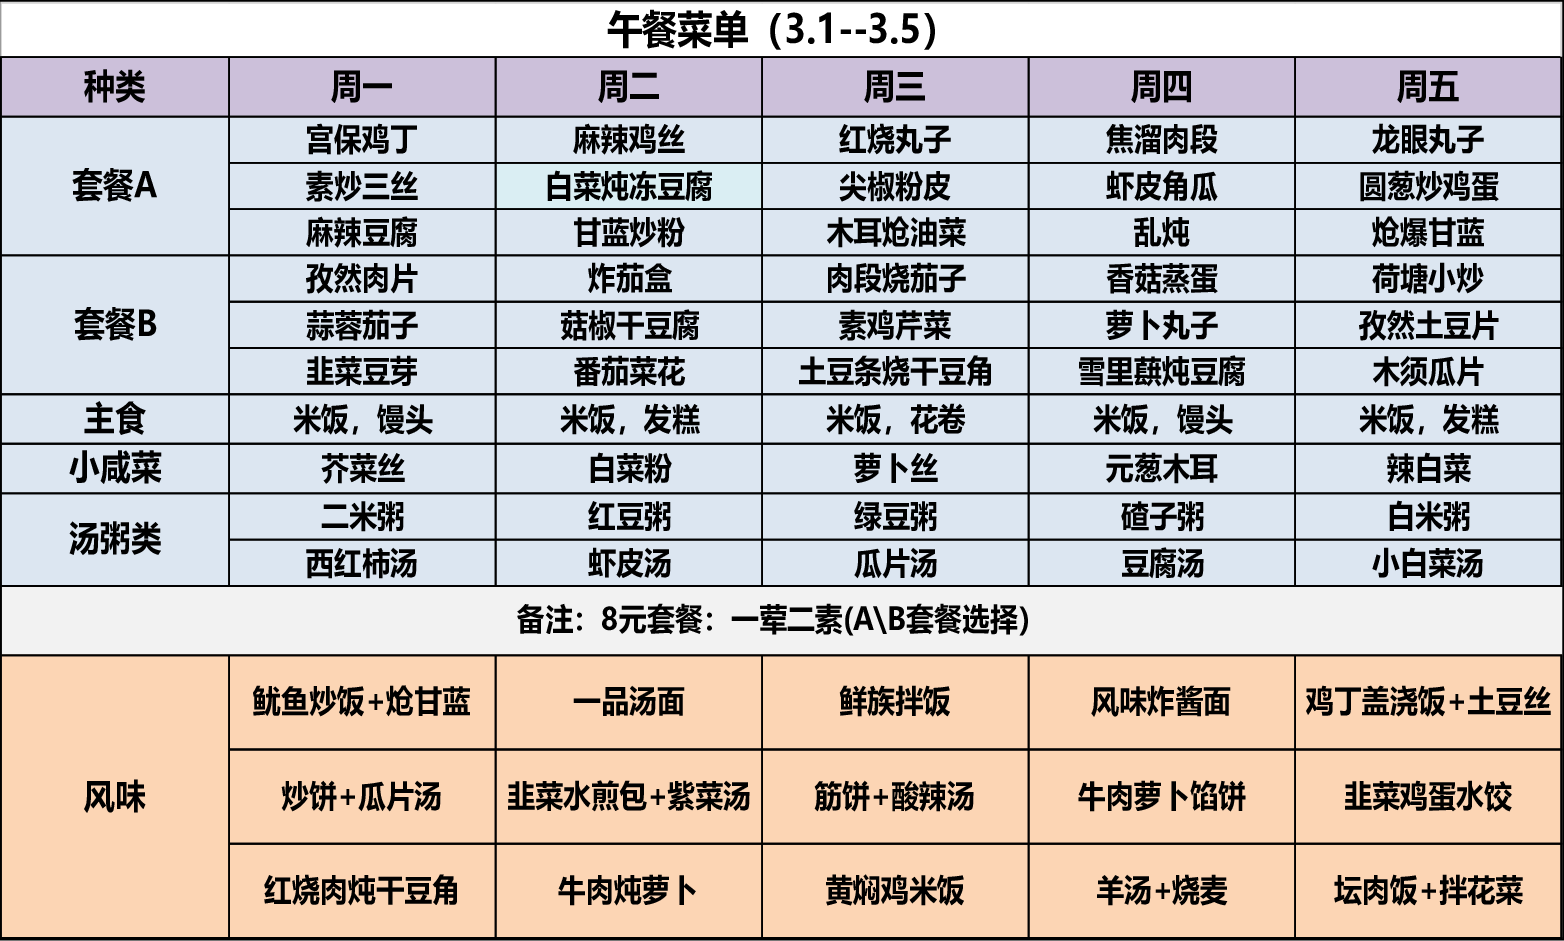 午餐菜单（3.1--3.5）
种类 周一 周二 周三 周四 周五
套餐A
宫保鸡丁 麻辣鸡丝 红烧丸子 焦溜肉段 龙眼丸子
素炒三丝 白菜炖冻豆腐 尖椒粉皮 虾皮角瓜 圆葱炒鸡蛋
麻辣豆腐 甘蓝炒粉 木耳炝油菜 乱炖 炝爆甘蓝
套餐B
孜然肉片 炸茄盒 肉段烧茄子 香菇蒸蛋 荷塘小炒
蒜蓉茄子 菇椒干豆腐 素鸡芹菜 萝卜丸子 孜然土豆片
韭菜豆芽 番茄菜花 土豆条烧干豆角 雪里蕻炖豆腐 木须瓜片
主食 米饭，馒头 米饭，发糕 米饭，花卷 米饭，馒头 米饭，发糕
小咸菜 芥菜丝 白菜粉 萝卜丝 元葱木耳 辣白菜
汤粥类
二米粥 红豆粥 绿豆粥 碴子粥 白米粥
西红柿汤 虾皮汤 瓜片汤 豆腐汤 小白菜汤
备注：8元套餐：一荤二素(A\B套餐选择)
风味
鱿鱼炒饭+炝甘蓝 一品汤面 鲜族拌饭 风味炸酱面 鸡丁盖浇饭+土豆丝
炒饼+瓜片汤 韭菜水煎包+紫菜汤 筋饼+酸辣汤 牛肉萝卜馅饼 韭菜鸡蛋水饺
红烧肉炖干豆角 牛肉炖萝卜 黄焖鸡米饭 羊汤+烧麦 坛肉饭+拌花菜